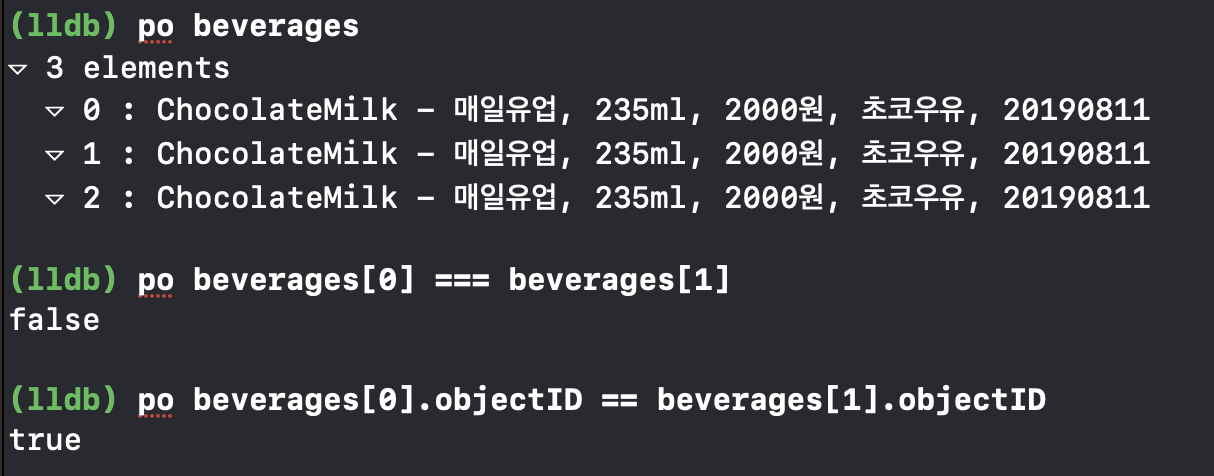 (lldb) po beverages
▿ 3 elements
▿ 0 : ChocolateMilk – 매일유업, 235ml, 2000원, 초코우유, 20190811
▿ 1 : ChocolateMilk – 매일유업, 235ml, 2000원, 초코우유, 20190811
▿ 2 : ChocolateMilk – 매일유업, 235ml, 2000원, 초코우유, 20190811
(lldb) po beverages[0] === beverages[1]
false
(lldb) po beverages[0].objectID == beverages[1].objectID
true